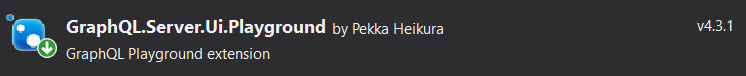 GraphQL.Server.Ui.Playground by Pekka Heikura v4.3.1
GraphQL Playground extension